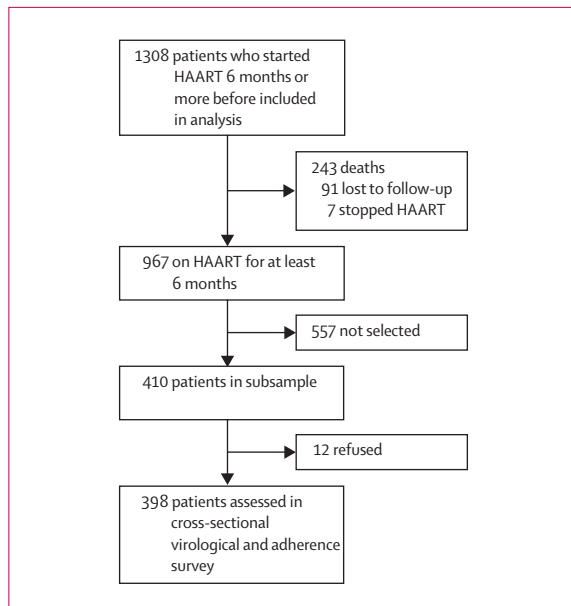 1308 patients who started
HAART 6 months or
more before included
in analysis
243 deaths
91 lost to follow-up
7 stopped HAART
967 on HAART for at least
6 months
557 not selected
410 patients in subsample
12 refused
398 patients assessed in
cross-sectional
virological and adherence
survey